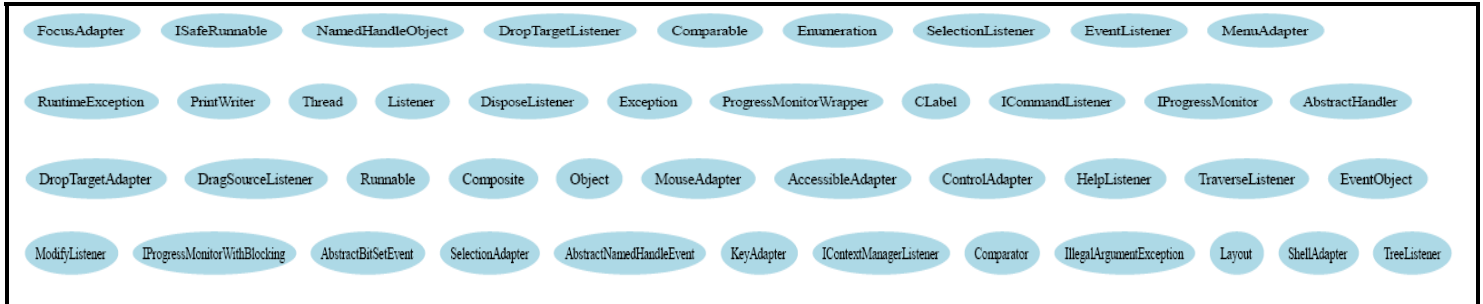 FocusAdapter ISafeRunnable NamedHandleObject DropTargetListener Comparable Enumeration SelectionListener EventListener MenuAdapter
RuntimeException PrintWriter Thread Listener DisposeListener Exception ProgressMonitorWrapper CLabel ICommandListener IProgressMonitor AbstractHandler
DropTargetAdapter DragSourceListener Runnable Composite Object MouseAdapter AccessibleAdapter ControlAdapter HelpListener TraverseListener EventObject
ModifyListener IProgressMonitorWithBlocking AbstractBitSetEvent SelectionAdapter AbstractNamedHandleEvent KeyAdapter IContextManagerListener Comparator IllegalArgumentException Layout ShellAdapter TreeListener